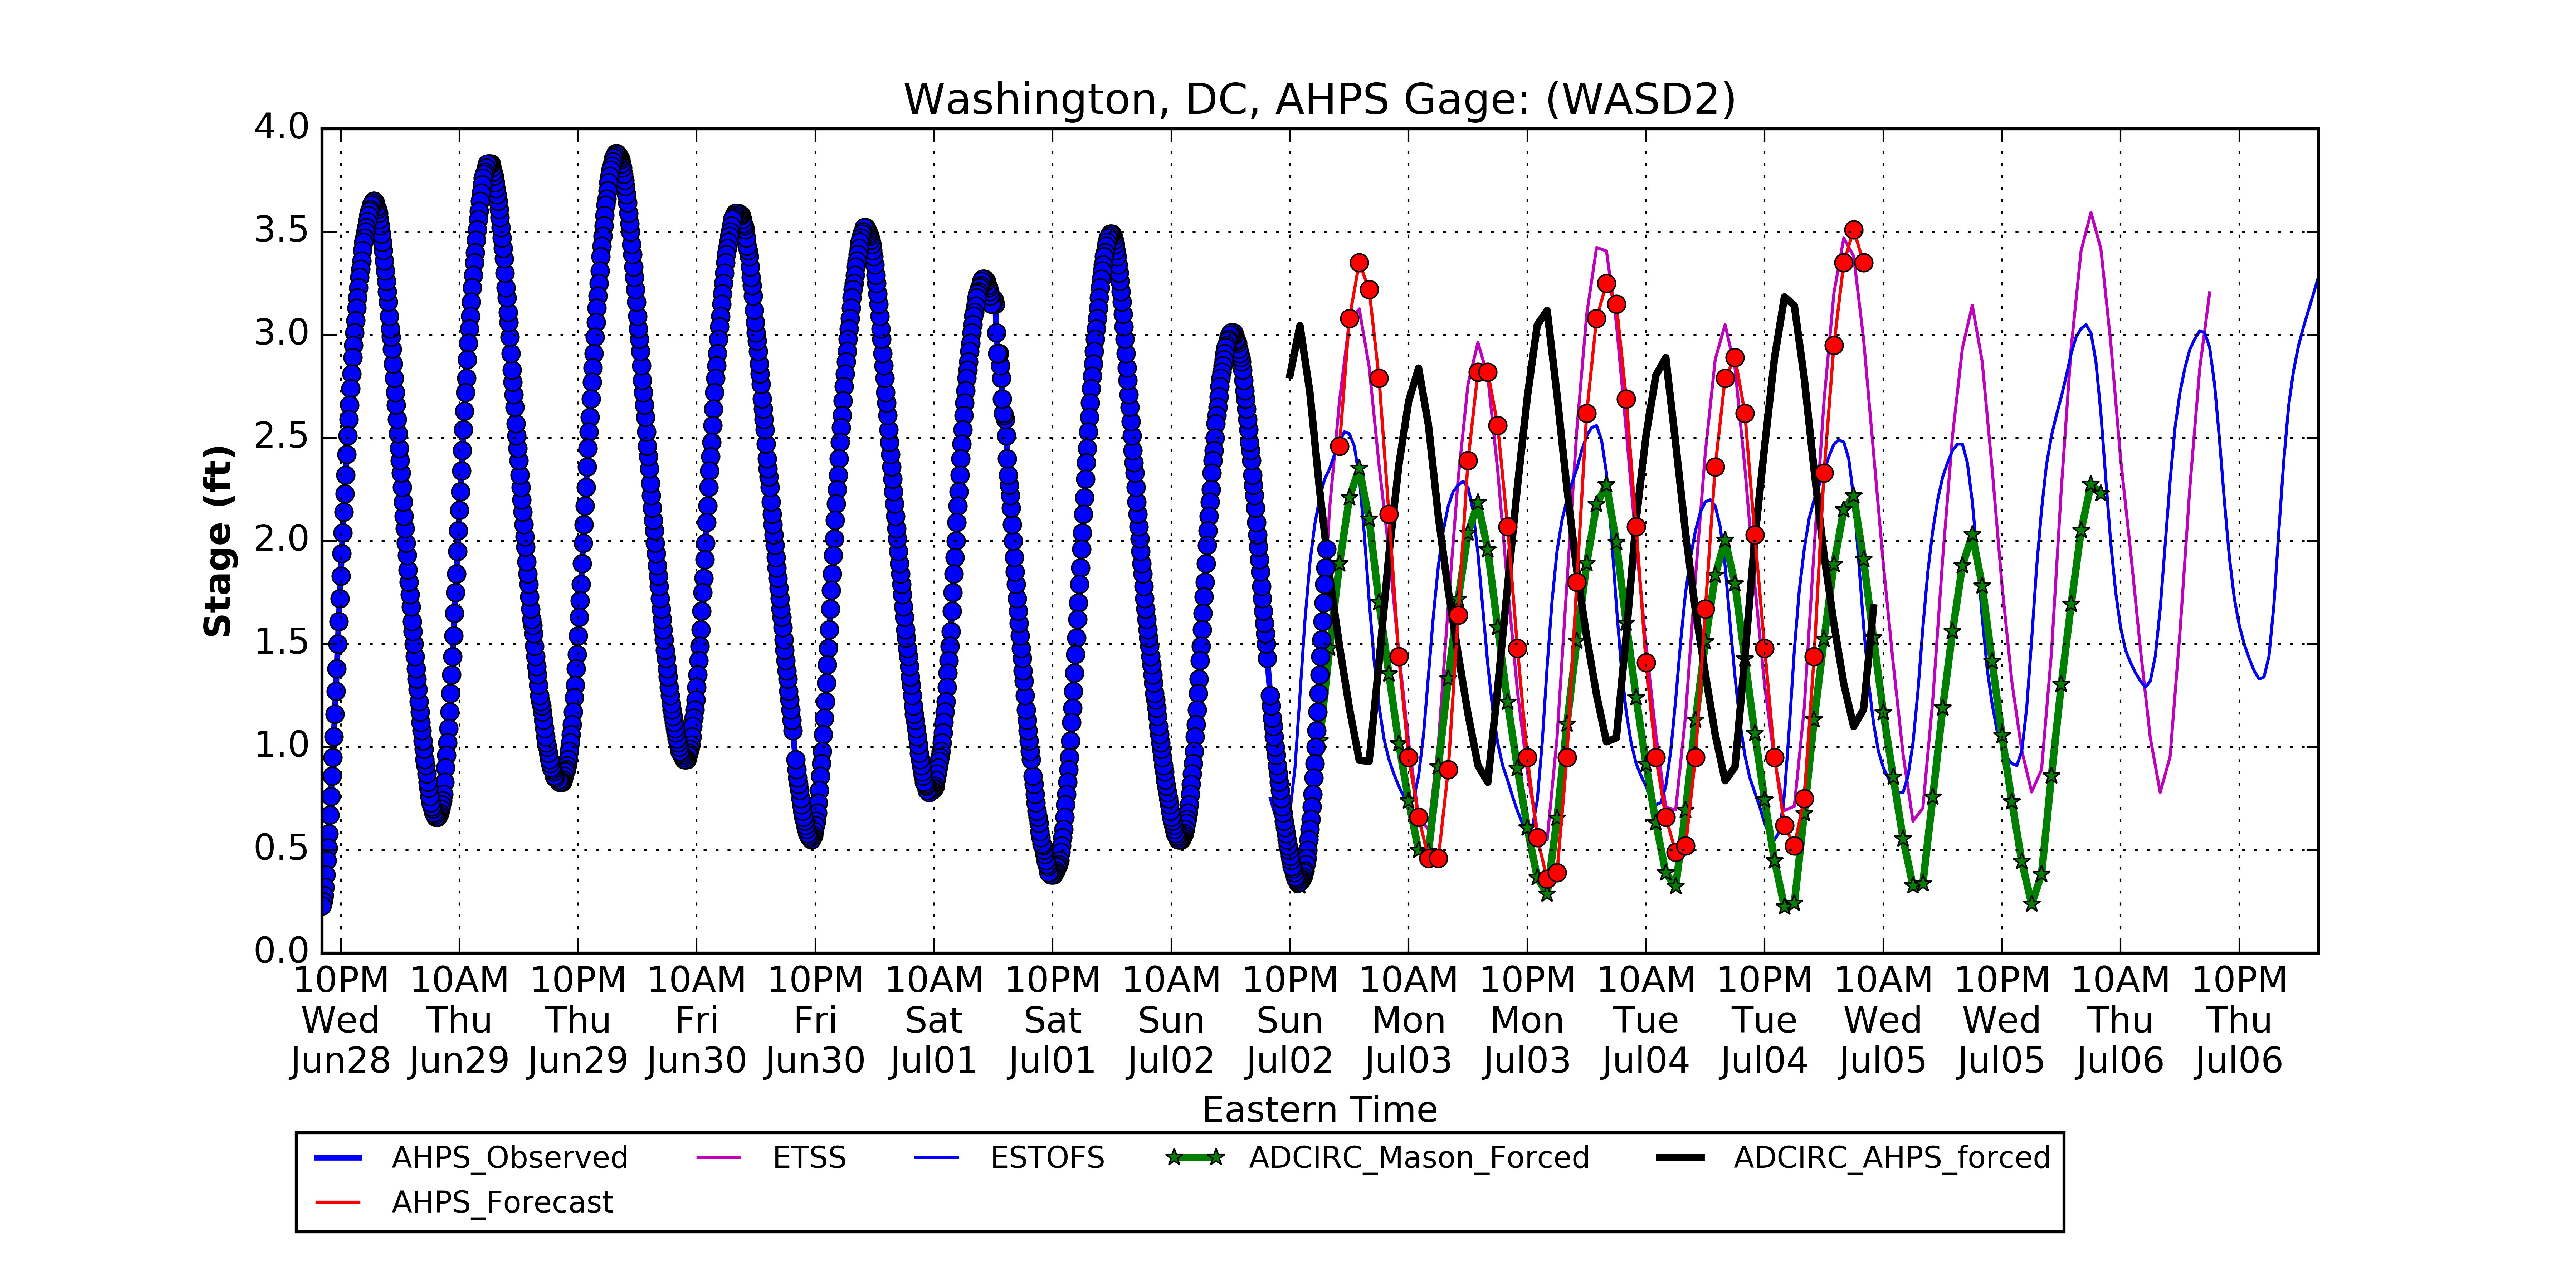 Washington, DC, AHPS Gage: (WASD2)
4.0
3.5
3.0
2.5
2.0
1.5
1.0
0.5
0.0
Stage (ft)
10PM 10AM 10PM 10AM 10PM 10AM 10PM 10AM 10PM 10AM 10PM 10AM 10PM 10AM 10PM 10AM 10PM
Wed Thu Thu Fri Fri Sat Sat Sun Sun Mon Mon Tue Tue Wed Wed Thu Thu
Jun28 Jun29 Jun29 Jun30 Jun30 Jul01 Jul01 Jul02 Jul02 Jul03 Jul03 Jul04 Jul04 Jul05 Jul05 Jul06 Jul06
Eastern Time
AHPS_Observed ETSS ESTOFS ADCIRC_Mason_Forced ADCIRC_AHPS_forced
AHPS_Forecast